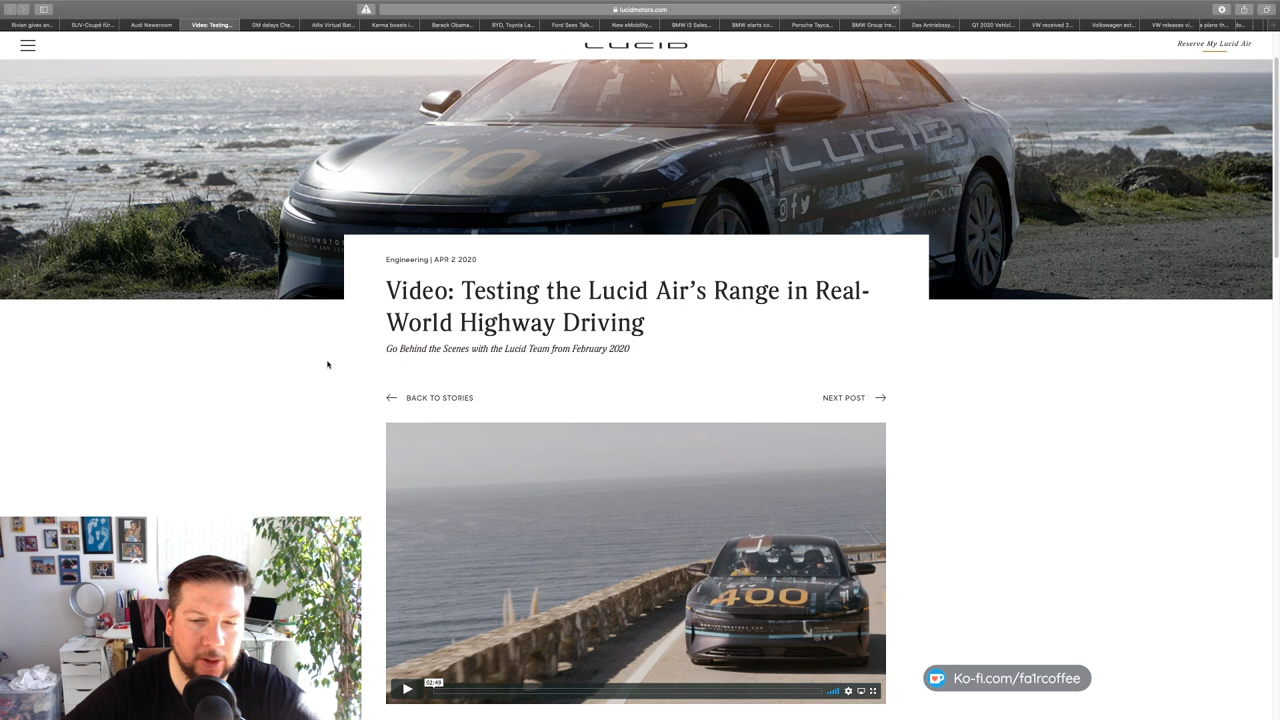 lucidmotors.com
Rivian gives an...
SUV-Coupé für...
Audi Newsroom
Video: Testing...
GM delays Che...
Atlis Virtual Bat...
Karma boosts i...
Barack Obama...
BYD, Toyota La...
Ford Sees Talk...
New eMobility...
BMW i3 Sales...
BMW starts co...
Porsche Tayca...
BMW Group tre...
Das Antriebssy...
Q1 2020 Vehicl...
VW received 2...
Volkswagen ext...
VW releases vi...
LUCID
Reserve My Lucid Air
LUCID
Engineering | APR 2 2020
Video: Testing the Lucid Air's Range in Real-
World Highway Driving
Go Behind the Scenes with the Lucid Team from February 2020
BACK TO STORIES
NEXT POST
400
02:49
Ko-fi.com/fa1rcoffee